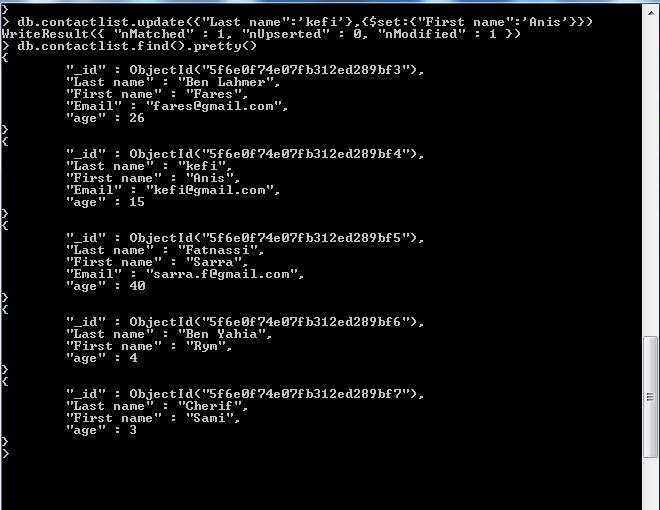 }
> db.contactlist.update({"Last name":'kefi'},{$set:{"First name":'Anis'}})
WriteResult({ "nMatched" : 1, "nUpserted" : 0, "nModified" : 1 })
> db.contactlist.find().pretty()
{
"_id" : ObjectId("5f6e0f74e07fb312ed289bf3"),
"Last name" : "Ben Lahmer",
"First name" : "Fares",
"Email" : "fares@gmail.com",
"age" : 26
}
{
"_id" : ObjectId("5f6e0f74e07fb312ed289bf4"),
"Last name" : "kefi",
"First name" : "Anis",
"Email" : "kefi@gmail.com",
"age" : 15
}
{
"_id" : ObjectId("5f6e0f74e07fb312ed289bf5"),
"Last name" : "Fatnassi",
"First name" : "Sarra",
"Email" : "sarra.f@gmail.com",
"age" : 40
}
{
"_id" : ObjectId("5f6e0f74e07fb312ed289bf6"),
"Last name" : "Ben Yahia",
"First name" : "Rym",
"age" : 4
}
{
"_id" : ObjectId("5f6e0f74e07fb312ed289bf7"),
"Last name" : "Cherif",
"First name" : "Sami",
"age" : 3
}
>